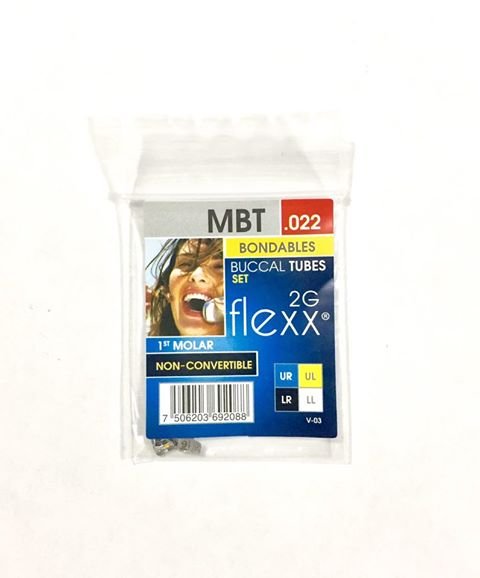 MBT .022
BONDABLES
BUCCAL TUBES
SET
2G
flexx®
1ST MOLAR
NON-CONVERTIBLE
UR UL
LR LL
7 506203 692088
V-03